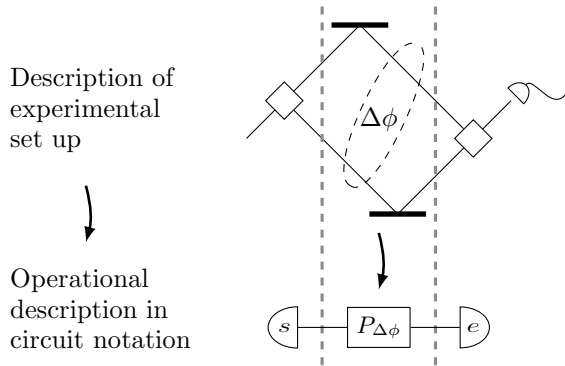 Description of
experimental
set up
Δϕ
Operational
description in
circuit notation
s
P_Δϕ
e